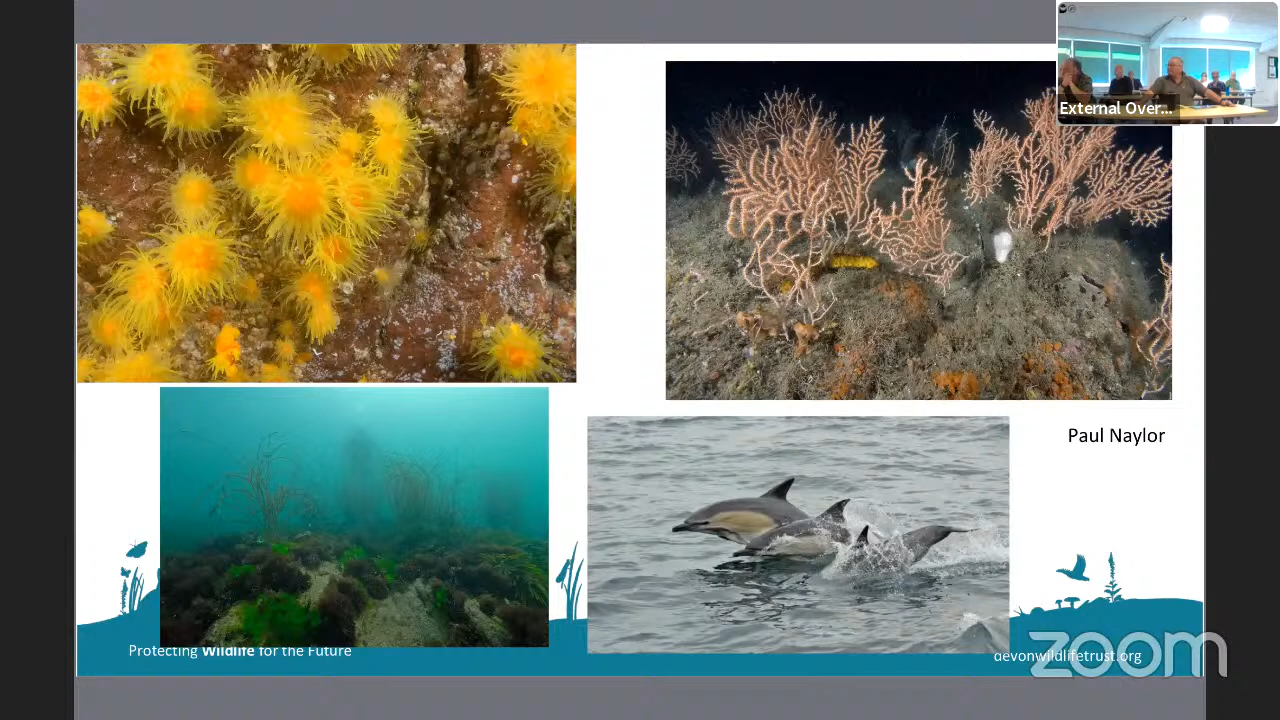 External Over...
Paul Naylor
Protecting Wildlife for the Future
devonwildlifetrust.org
zoom